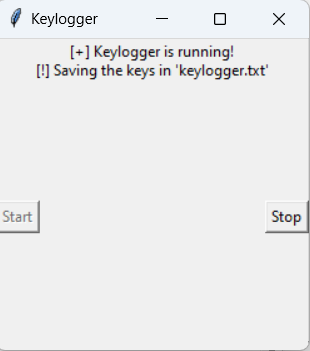 Keylogger
[+] Keylogger is running!
[!] Saving the keys in 'keylogger.txt'
Start
Stop